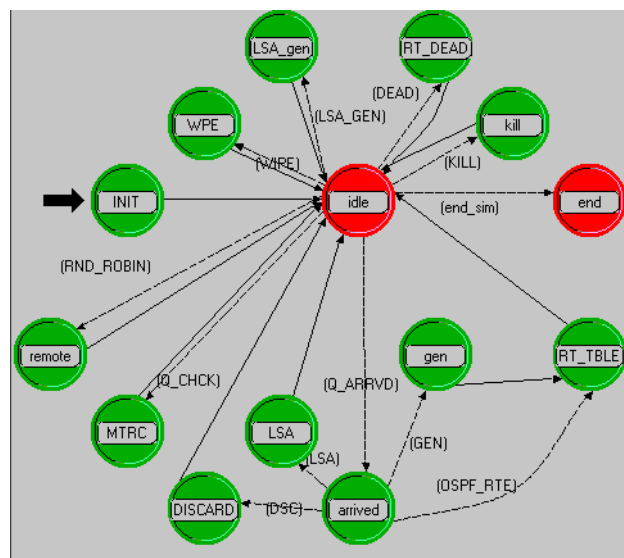 LSA_gen
RT_DEAD
(DEAD)
(LSA_GEN)
WPE
kill
(WIPE)
(KILL)
INIT
idle
end
(end_sim)
(RND_ROBIN)
remote
gen
RT_TBLE
(Q_CHCK)
(Q_ARRVD)
MTRC
LSA
(GEN)
(LSA)
(OSPF_RTE)
DISCARD
(DSC)
arrived